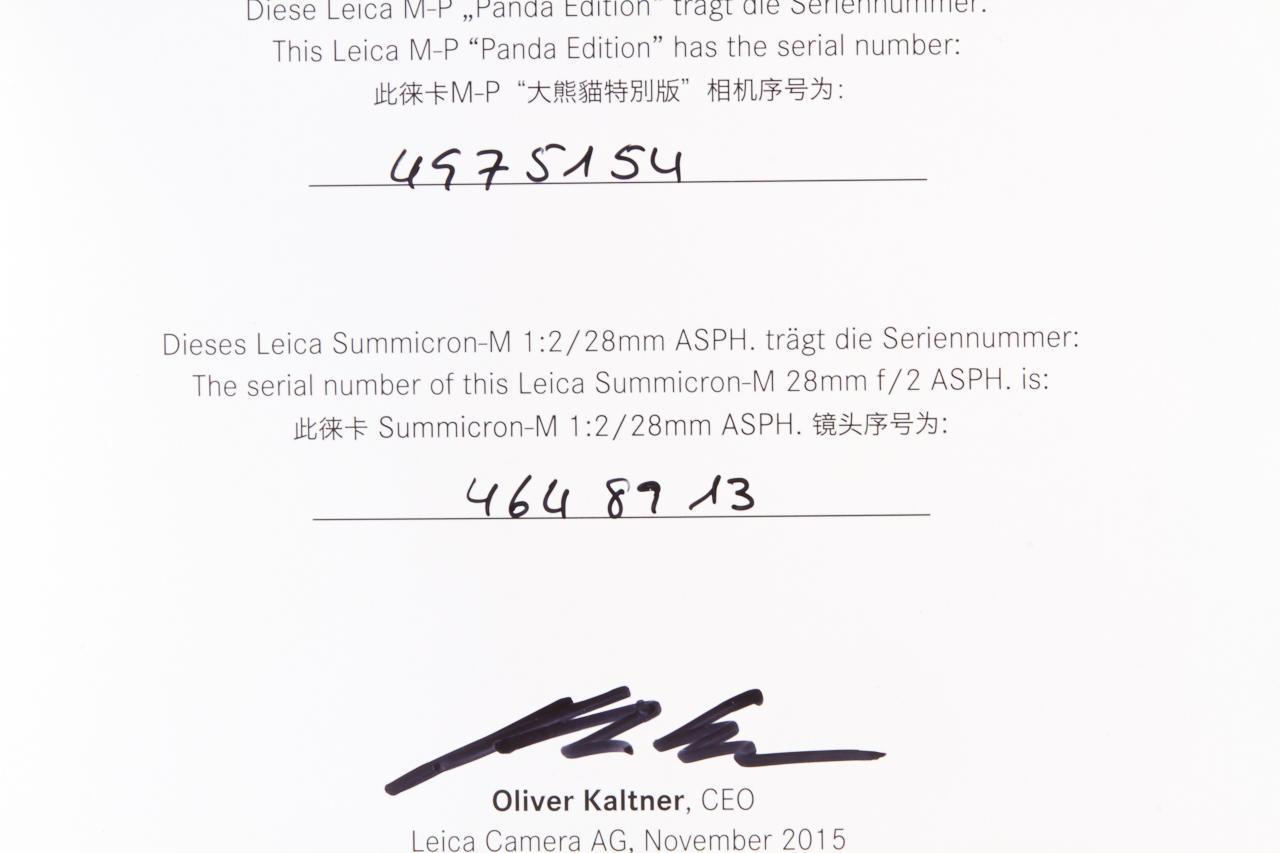 Diese Leica M-P „Panda Edition” trägt die Seriennummer:
This Leica M-P “Panda Edition” has the serial number:
此徕卡M-P “大熊貓特別版” 相机序号为:
4975154
Dieses Leica Summicron-M 1:2/28mm ASPH. trägt die Seriennummer:
The serial number of this Leica Summicron-M 28mm f/2 ASPH. is:
此徕卡 Summicron-M 1:2/28mm ASPH. 镜头序号为:
464 89 13
Oliver Kaltner, CEO
Leica Camera AG, November 2015